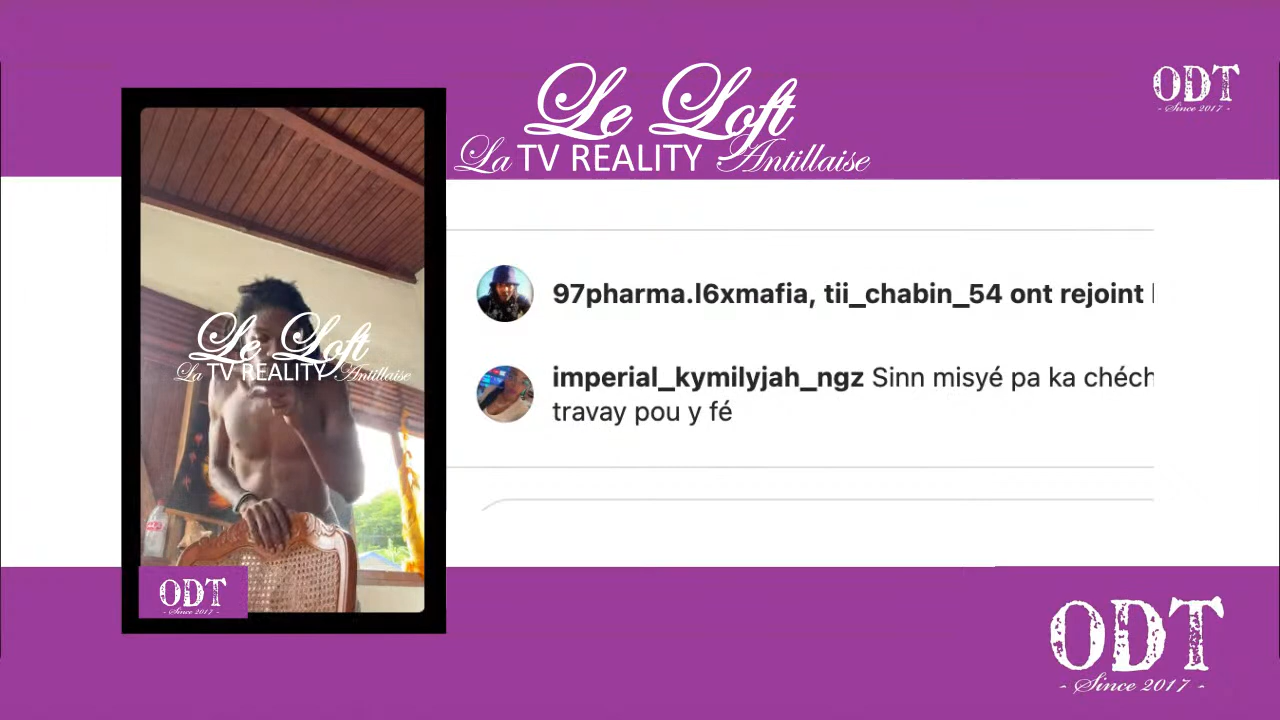 Le Loft
La TV REALITY Antillaise
ODT
- Since 2017 -
Le Loft
La TV REALITY Antillaise
ODT
- Since 2017 -
97pharma.l6xmafia, tii_chabin_54 ont rejoint
imperial_kymilyjah_ngz Sinn misyé pa ka chéch
travay pou y fé
ODT
- Since 2017 -